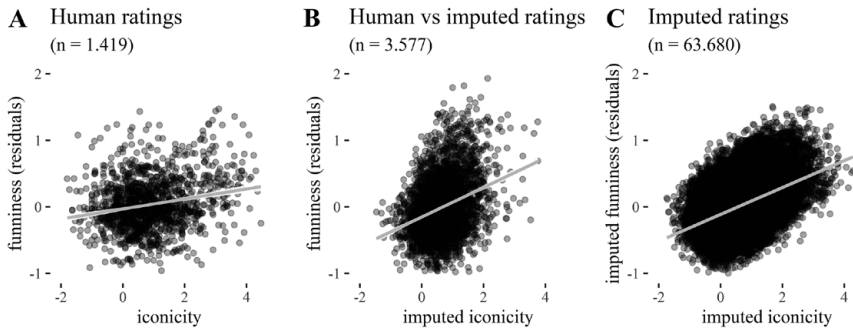 A Human ratings
(n = 1.419)
2
1
0
-1
funniness (residuals)
-2 0 2 4
iconicity
B Human vs imputed ratings
(n = 3.577)
2
1
0
-1
funniness (residuals)
-2 0 2 4
imputed iconicity
C Imputed ratings
(n = 63.680)
2
1
0
-1
imputed funniness (residuals)
-2 0 2 4
imputed iconicity